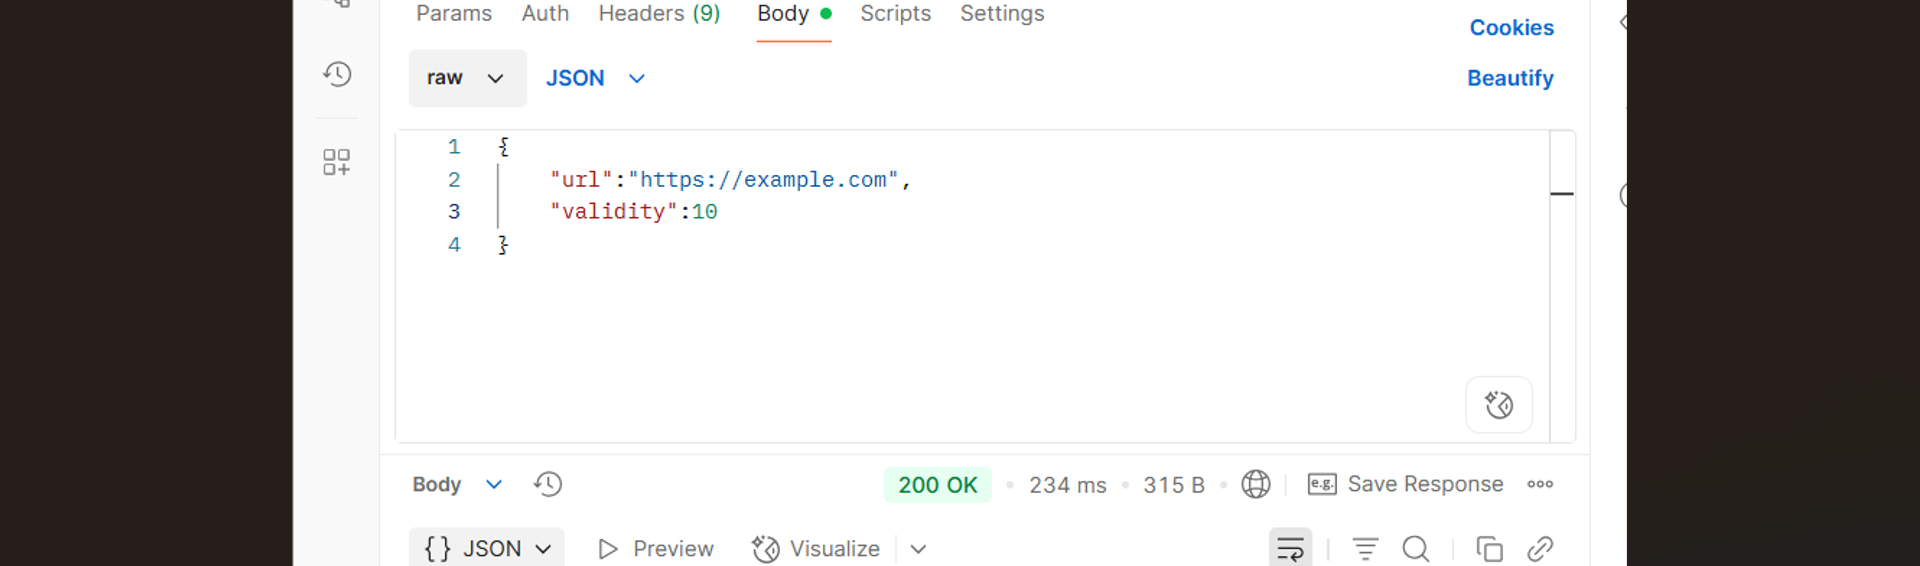 Params Auth Headers (9) Body Scripts Settings Cookies
raw JSON Beautify
1 {
2 "url":"https://example.com",
3 "validity":10
4 }
Body 200 OK • 234 ms • 315 B • e.g. Save Response
{} JSON Preview Visualize